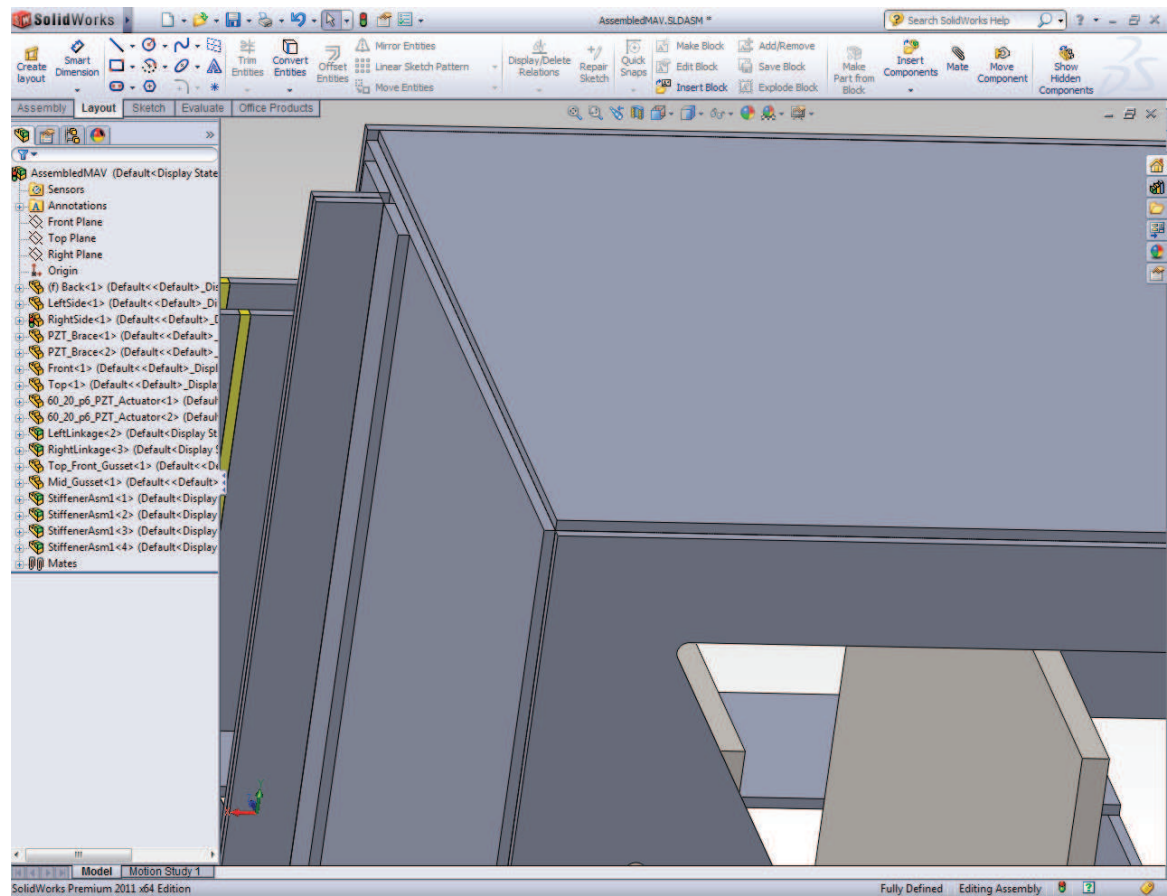 SolidWorks
AssembledMAV.SLDASM *
Search SolidWorks Help
Create layout
Smart Dimension
Trim Entities
Convert Entities
Offset Entities
Mirror Entities
Linear Sketch Pattern
Move Entities
Display/Delete Relations
Repair Sketch
Quick Snaps
Make Block
Edit Block
Insert Block
Add/Remove
Save Block
Explode Block
Make Part from Block
Insert Components
Mate
Move Component
Show Hidden Components
Assembly Layout Sketch Evaluate Office Products
AssembledMAV (Default<Display State
Sensors
Annotations
Front Plane
Top Plane
Right Plane
Origin
(f) Back<1> (Default<<Default>_Dis
LeftSide<1> (Default<<Default>_Di
RightSide<1> (Default<<Default>_D
PZT_Brace<1> (Default<<Default>_
PZT_Brace<2> (Default<<Default>_
Front<1> (Default<<Default>_Displ
Top<1> (Default<<Default>_Displa
60_20_p6_PZT_Actuator<1> (Defaul
60_20_p6_PZT_Actuator<2> (Defaul
LeftLinkage<2> (Default<Display St
RightLinkage<3> (Default<Display S
Top_Front_Gusset<1> (Default<<De
Mid_Gusset<1> (Default<<Default>
StiffenerAsm1<1> (Default<Display
StiffenerAsm1<2> (Default<Display
StiffenerAsm1<3> (Default<Display
StiffenerAsm1<4> (Default<Display
Mates
Model Motion Study 1
SolidWorks Premium 2011 x64 Edition
Fully Defined Editing Assembly